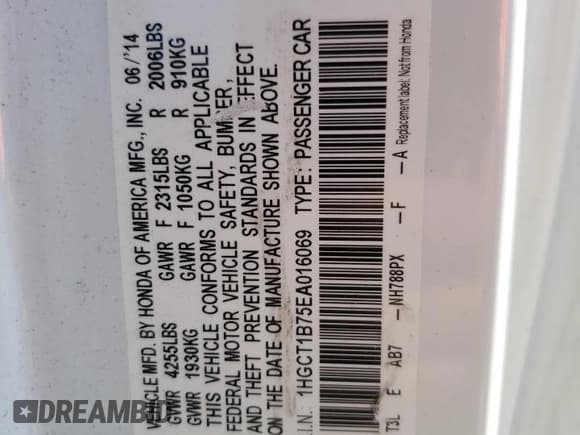 VEHICLE MFD. BY HONDA OF AMERICA MFG., INC. 06/'14
GVWR 4255LBS GAWR F 2315LBS R 2006LBS
GVWR 1930KG GAWR F 1050KG R 910KG
THIS VEHICLE CONFORMS TO ALL APPLICABLE
FEDERAL MOTOR VEHICLE SAFETY, BUMPER,
AND THEFT PREVENTION STANDARDS IN EFFECT
ON THE DATE OF MANUFACTURE SHOWN ABOVE.
V.I.N.: 1HGCT1B75EA016069 TYPE: PASSENGER CAR
T3L E AB7 —NH788PX —F —A Replacement label. Not from Honda
DREAMBID